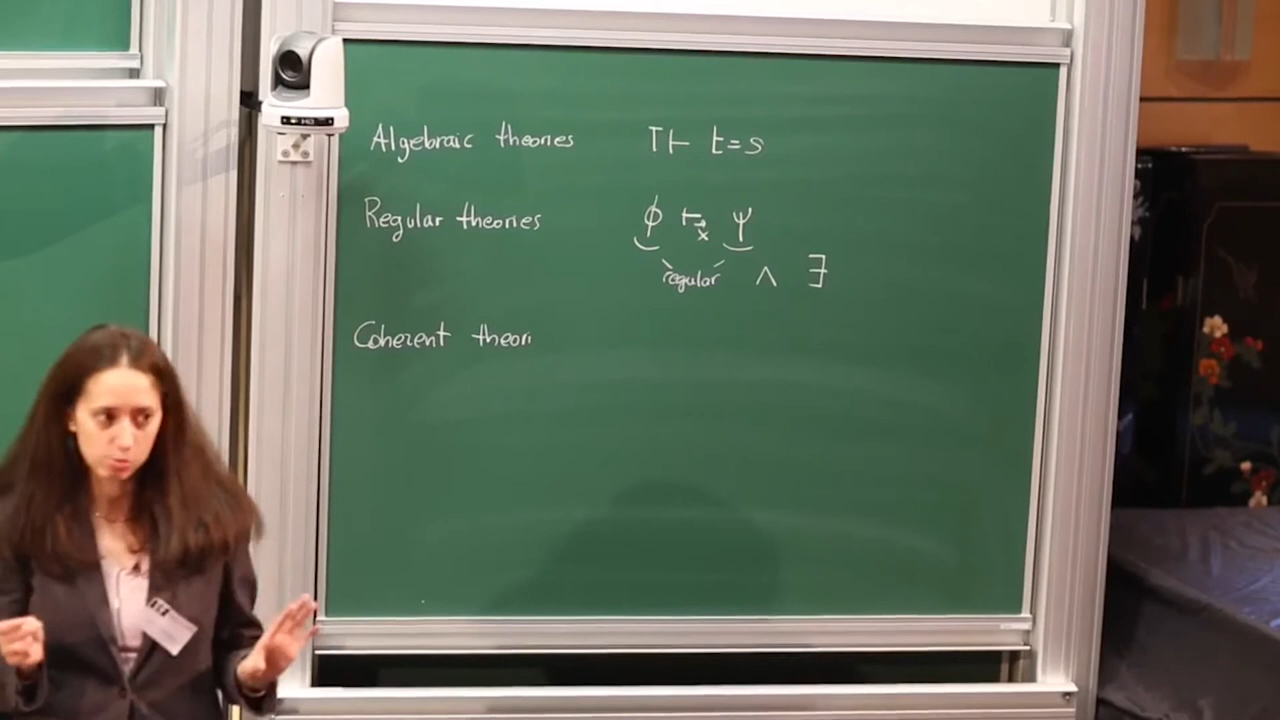 Algebraic theories ⊤⊢ t=s
Regular theories ϕ ⊢x⃗ ψ
regular ∧ ∃
Coherent theori